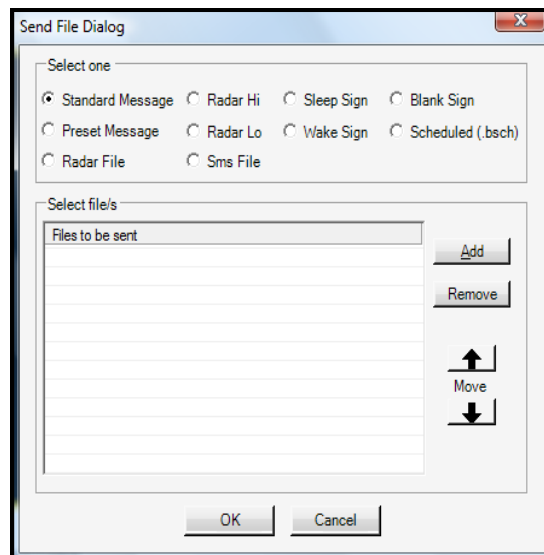 Send File Dialog
X
Select one
Standard Message Radar Hi Sleep Sign Blank Sign
Preset Message Radar Lo Wake Sign Scheduled (.bsch)
Radar File Sms File
Select file/s
Files to be sent
Add
Remove
Move
OK Cancel